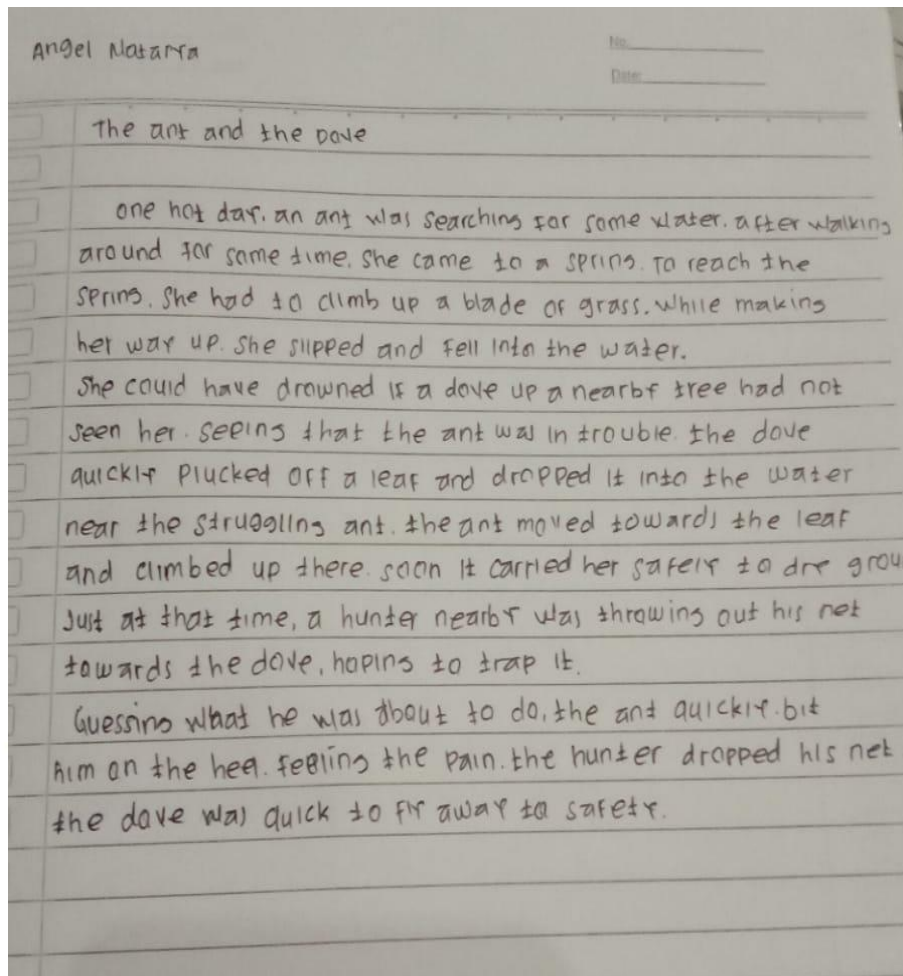 Angel Natarya
No.
Date:
The ant and the Dove
one hot day. an ant was searching for some water. after walking
around for some time. she came to a spring. To reach the
spring. she had to climb up a blade of grass. while making
her way up. she slipped and fell into the water.
She could have drowned if a dove up a nearby tree had not
seen her. seeing that the ant was in trouble. the dove
quickly plucked off a leaf and dropped it into the water
near the struggling ant. the ant moved towards the leaf
and climbed up there. soon it carried her safely to dry grou
Just at that time, a hunter nearby was throwing out his net
towards the dove, hoping to trap it.
Guessing what he was about to do, the ant quickly. bit
him on the heel. feeling the pain. the hunter dropped his net
the dove was quick to fly away to safety.